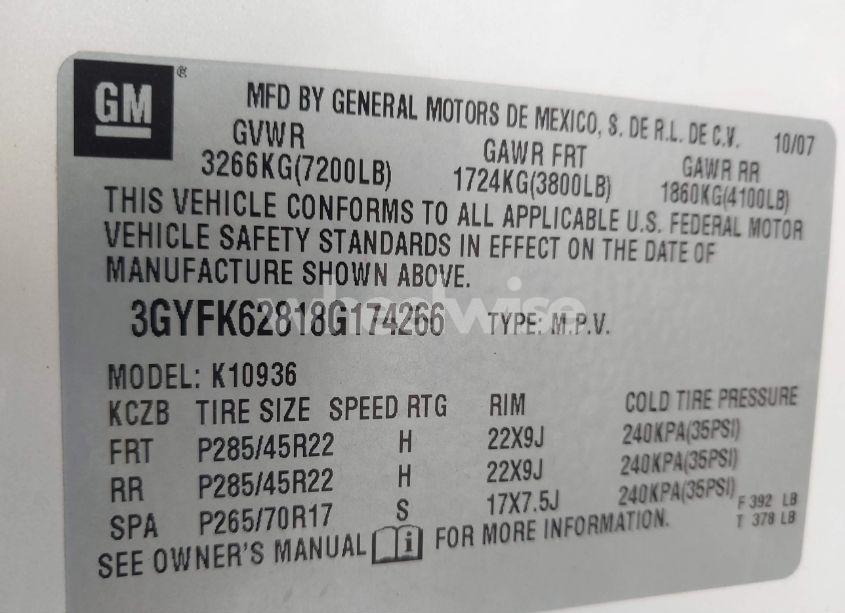 GM ®
MFD BY GENERAL MOTORS DE MEXICO, S. DE R.L. DE C.V. 10/07
GVWR GAWR FRT GAWR RR
3266KG(7200LB) 1724KG(3800LB) 1860KG(4100LB)
THIS VEHICLE CONFORMS TO ALL APPLICABLE U.S. FEDERAL MOTOR
VEHICLE SAFETY STANDARDS IN EFFECT ON THE DATE OF
MANUFACTURE SHOWN ABOVE.
3GYFK62818G174266 TYPE: M.P.V.
wheelwise
MODEL: K10936
KCZB TIRE SIZE SPEED RTG RIM COLD TIRE PRESSURE
FRT P285/45R22 H 22X9J 240KPA(35PSI)
RR P285/45R22 H 22X9J 240KPA(35PSI)
SPA P265/70R17 S 17X7.5J 240KPA(35PSI) F 392 LB
T 378 LB
SEE OWNER'S MANUAL i FOR MORE INFORMATION.